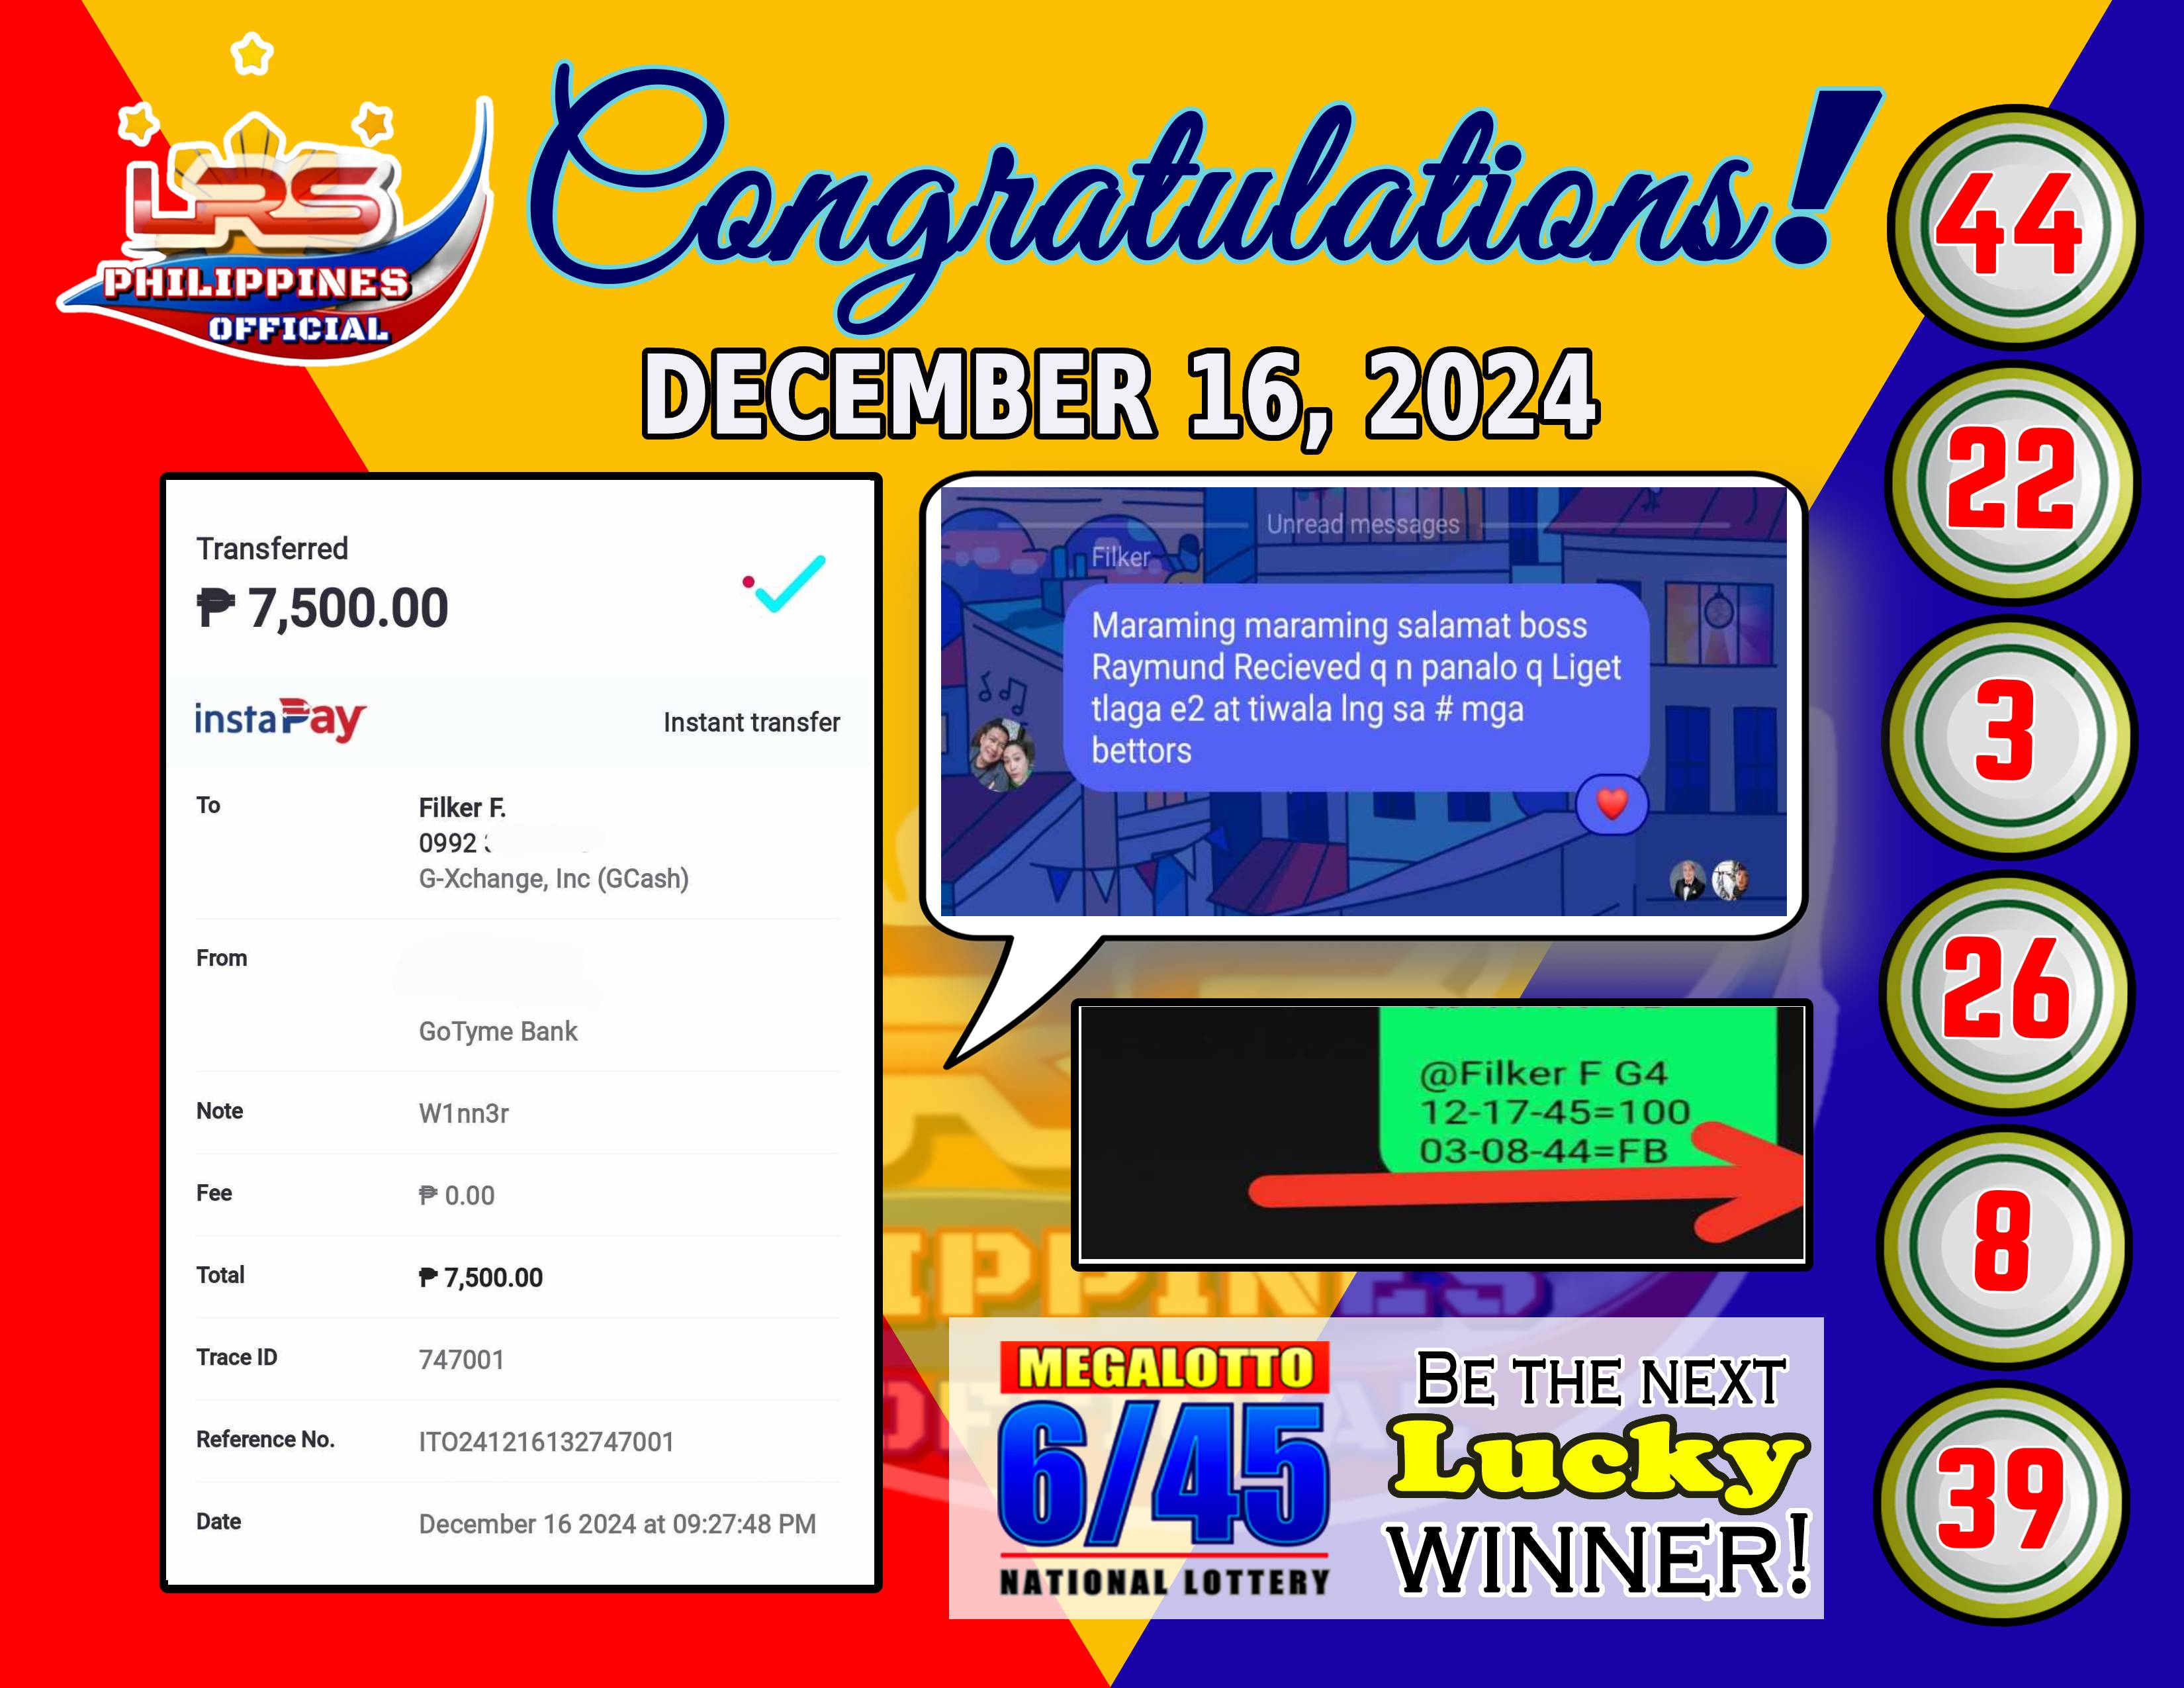 LRS
PHILIPPINES
OFFICIAL
Congratulations!
DECEMBER 16, 2024
Transferred
₱ 7,500.00
instaPay
Instant transfer
To
Filker F.
0992
G-Xchange, Inc (GCash)
From
GoTyme Bank
Note
W1nn3r
Fee
₱ 0.00
Total
₱ 7,500.00
Trace ID
747001
Reference No.
ITO241216132747001
Date
December 16 2024 at 09:27:48 PM
Unread messages
Filker
Maraming maraming salamat boss
Raymund Recieved q n panalo q Liget
tlaga e2 at tiwala lng sa # mga
bettors
@Filker F G4
12-17-45=100
03-08-44=FB
MEGALOTTO
6/45
NATIONAL LOTTERY
BE THE NEXT
Lucky
WINNER!
44
22
3
26
8
39